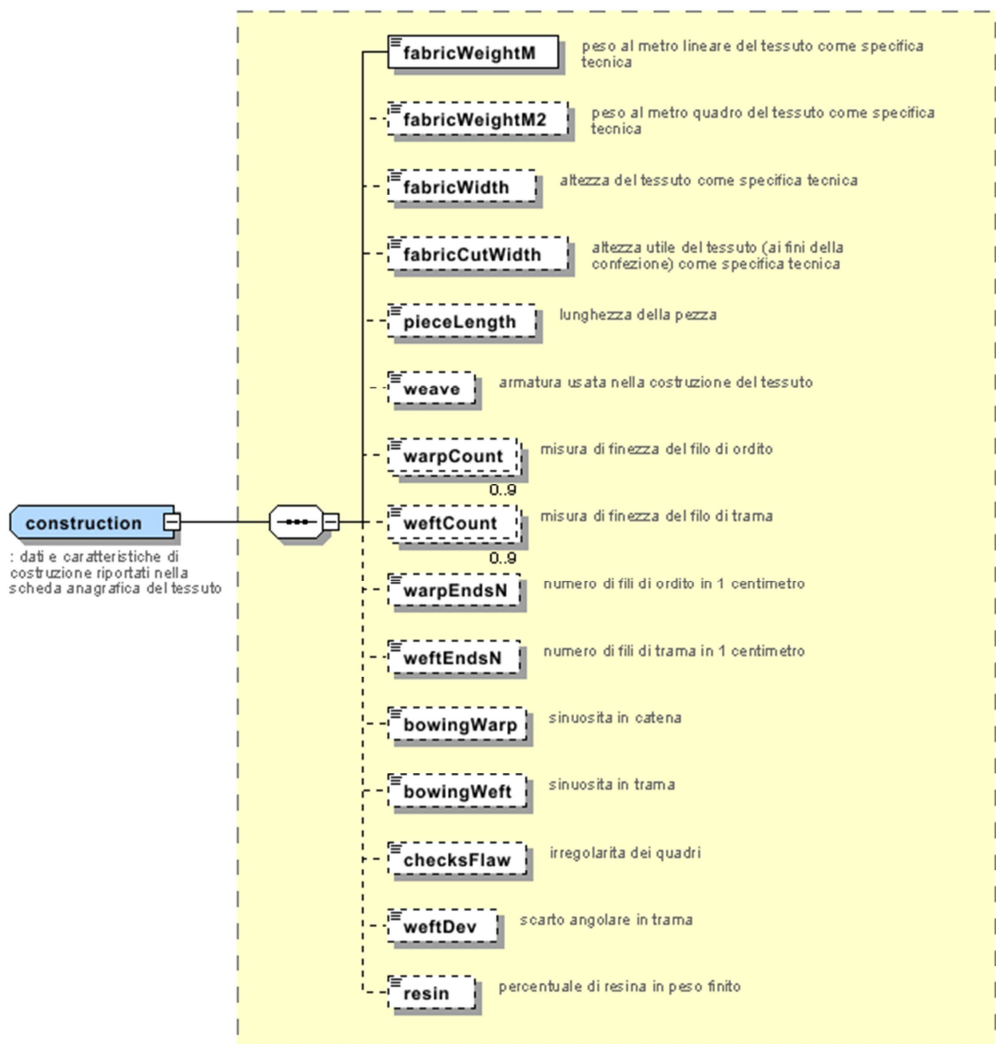 fabricWeightM
peso al metro lineare del tessuto come specifica
tecnica
fabricWeightM2
peso al metro quadro del tessuto come specifica
tecnica
fabricWidth
altezza del tessuto come specifica tecnica
fabricCutWidth
altezza utile del tessuto (ai fini della
confezione) come specifica tecnica
pieceLength
lunghezza della pezza
weave
armatura usata nella costruzione del tessuto
warpCount
misura di finezza del filo di ordito
0..9
construction
: dati e caratteristiche di
costruzione riportati nella
scheda anagrafica del tessuto
weftCount
misura di finezza del filo di trama
0..9
warpEndsN
numero di fili di ordito in 1 centimetro
weftEndsN
numero di fili di trama in 1 centimetro
bowingWarp
sinuosita in catena
bowingWeft
sinuosita in trama
checksFlaw
irregolarita dei quadri
weftDev
scarto angolare in trama
resin
percentuale di resina in peso finito